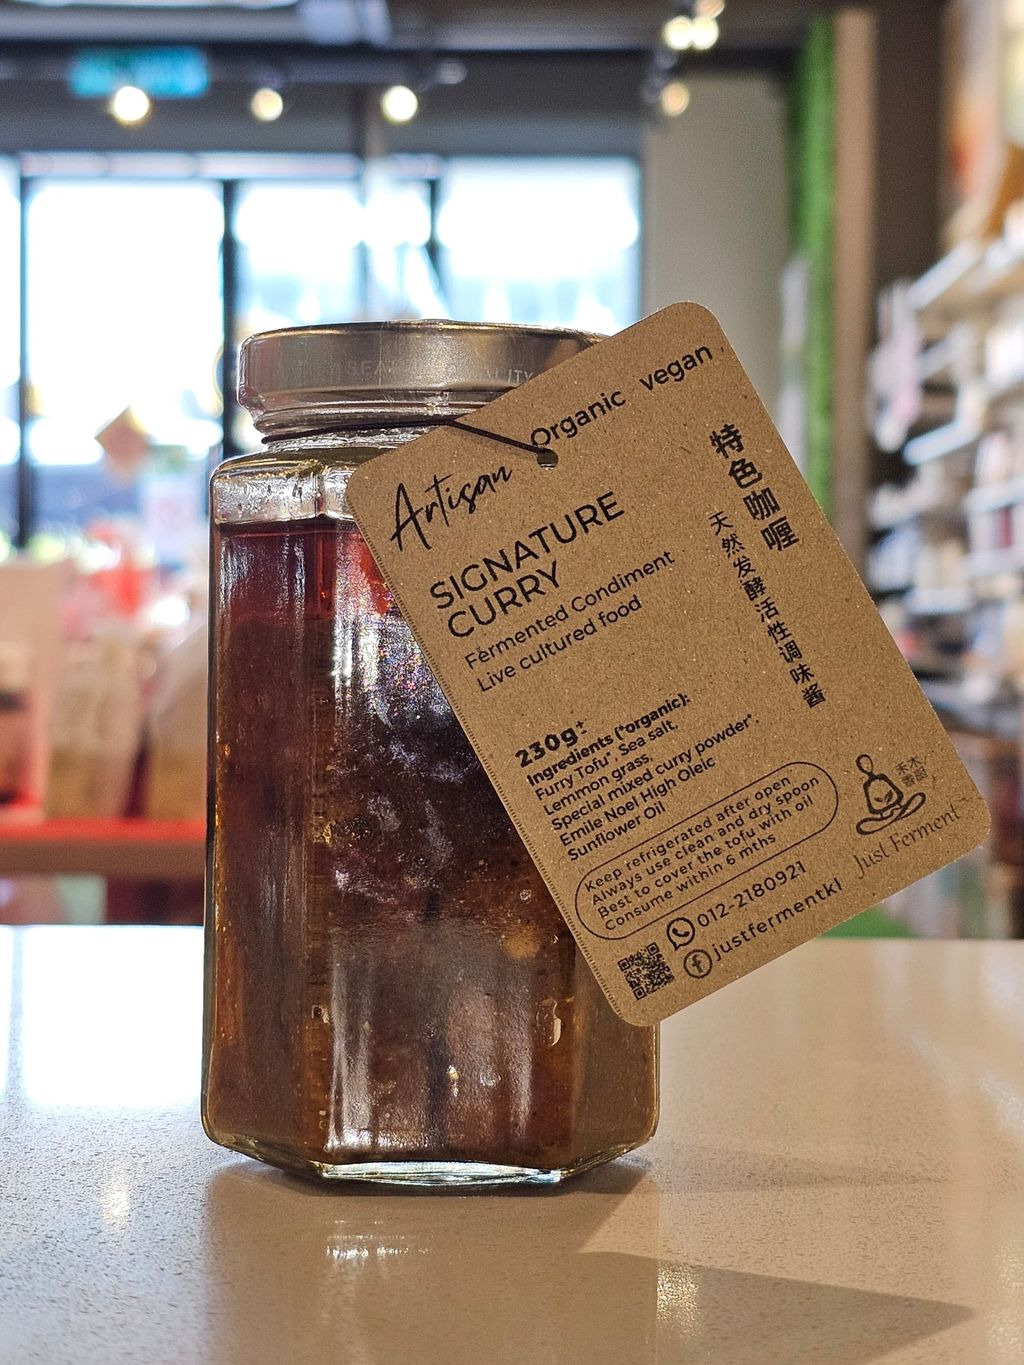 Artisan Organic vegan
SIGNATURE
CURRY
Fermented Condiment
Live cultured food
特色咖喱
天然发酵活性调味酱
230g±
Ingredients (*organic):
Furry Tofu*, Sea salt,
Lemmon grass,
Special mixed curry powder*,
Emile Noel High Oleic
Sunflower Oil
Keep refrigerated after open
Always use clean and dry spoon
Best to cover the tofu with oil
Consume within 6 mths
012-2180921
justfermentkl
Just Ferment